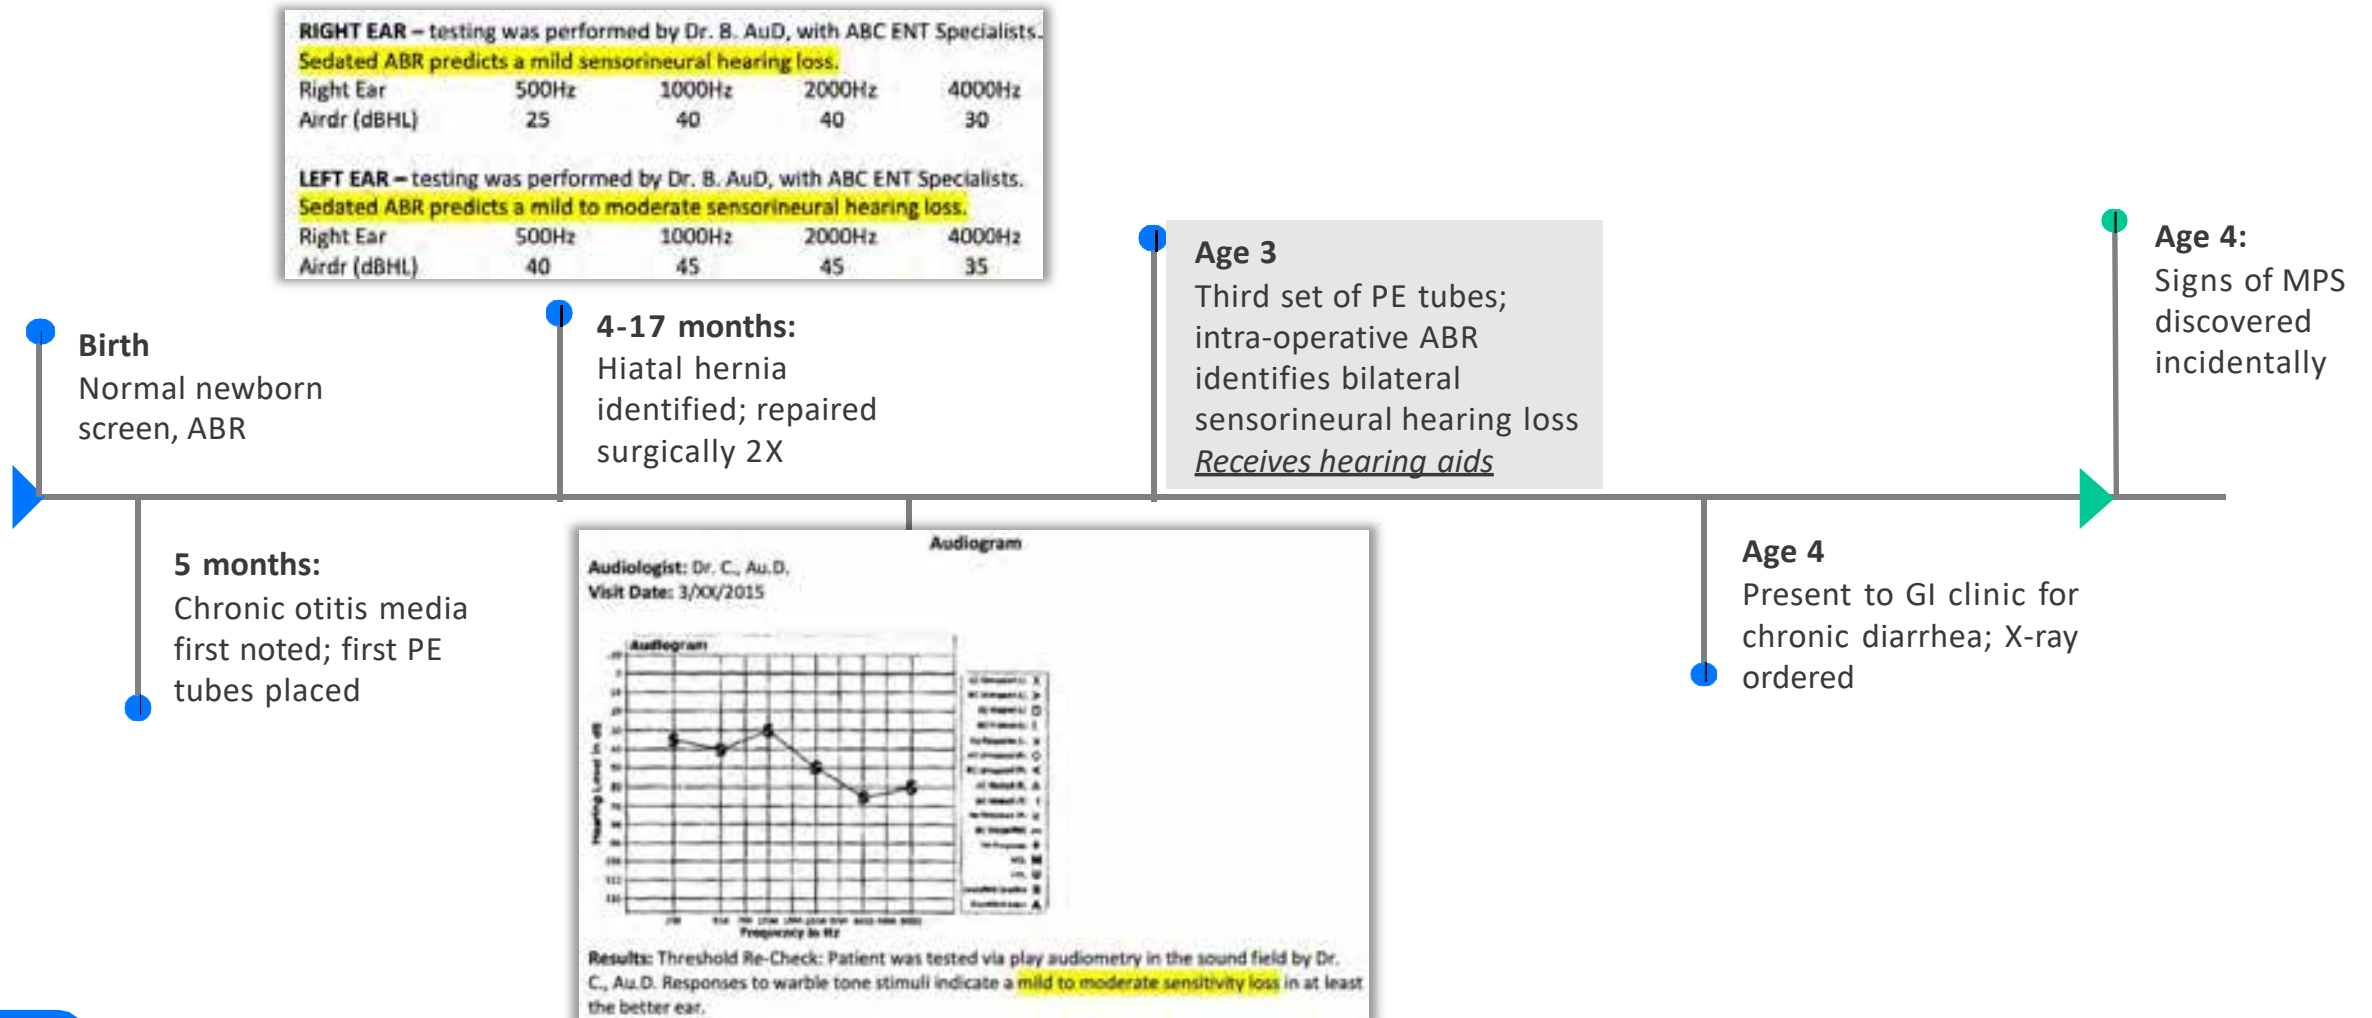 RIGHT EAR – testing was performed by Dr. B. AuD, with ABC ENT Specialists.
Sedated ABR predicts a mild sensorineural hearing loss.
Right Ear 500Hz 1000Hz 2000Hz 4000Hz
Airdr (dBHL) 25 40 40 30
LEFT EAR – testing was performed by Dr. B. AuD, with ABC ENT Specialists.
Sedated ABR predicts a mild to moderate sensorineural hearing loss.
Right Ear 500Hz 1000Hz 2000Hz 4000Hz
Airdr (dBHL) 40 45 45 35
Birth
Normal newborn
screen, ABR
5 months:
Chronic otitis media
first noted; first PE
tubes placed
4-17 months:
Hiatal hernia
identified; repaired
surgically 2X
Audiogram
Audiologist: Dr. C., Au.D.
Visit Date: 3/XX/2015
Audiogram
Hearing Level in dB
Frequency in Hz
Results: Threshold Re-Check: Patient was tested via play audiometry in the sound field by Dr.
C., Au.D. Responses to warble tone stimuli indicate a mild to moderate sensitivity loss in at least
the better ear.
Age 3
Third set of PE tubes;
intra-operative ABR
identifies bilateral
sensorineural hearing loss
Receives hearing aids
Age 4
Present to GI clinic for
chronic diarrhea; X-ray
ordered
Age 4:
Signs of MPS
discovered
incidentally